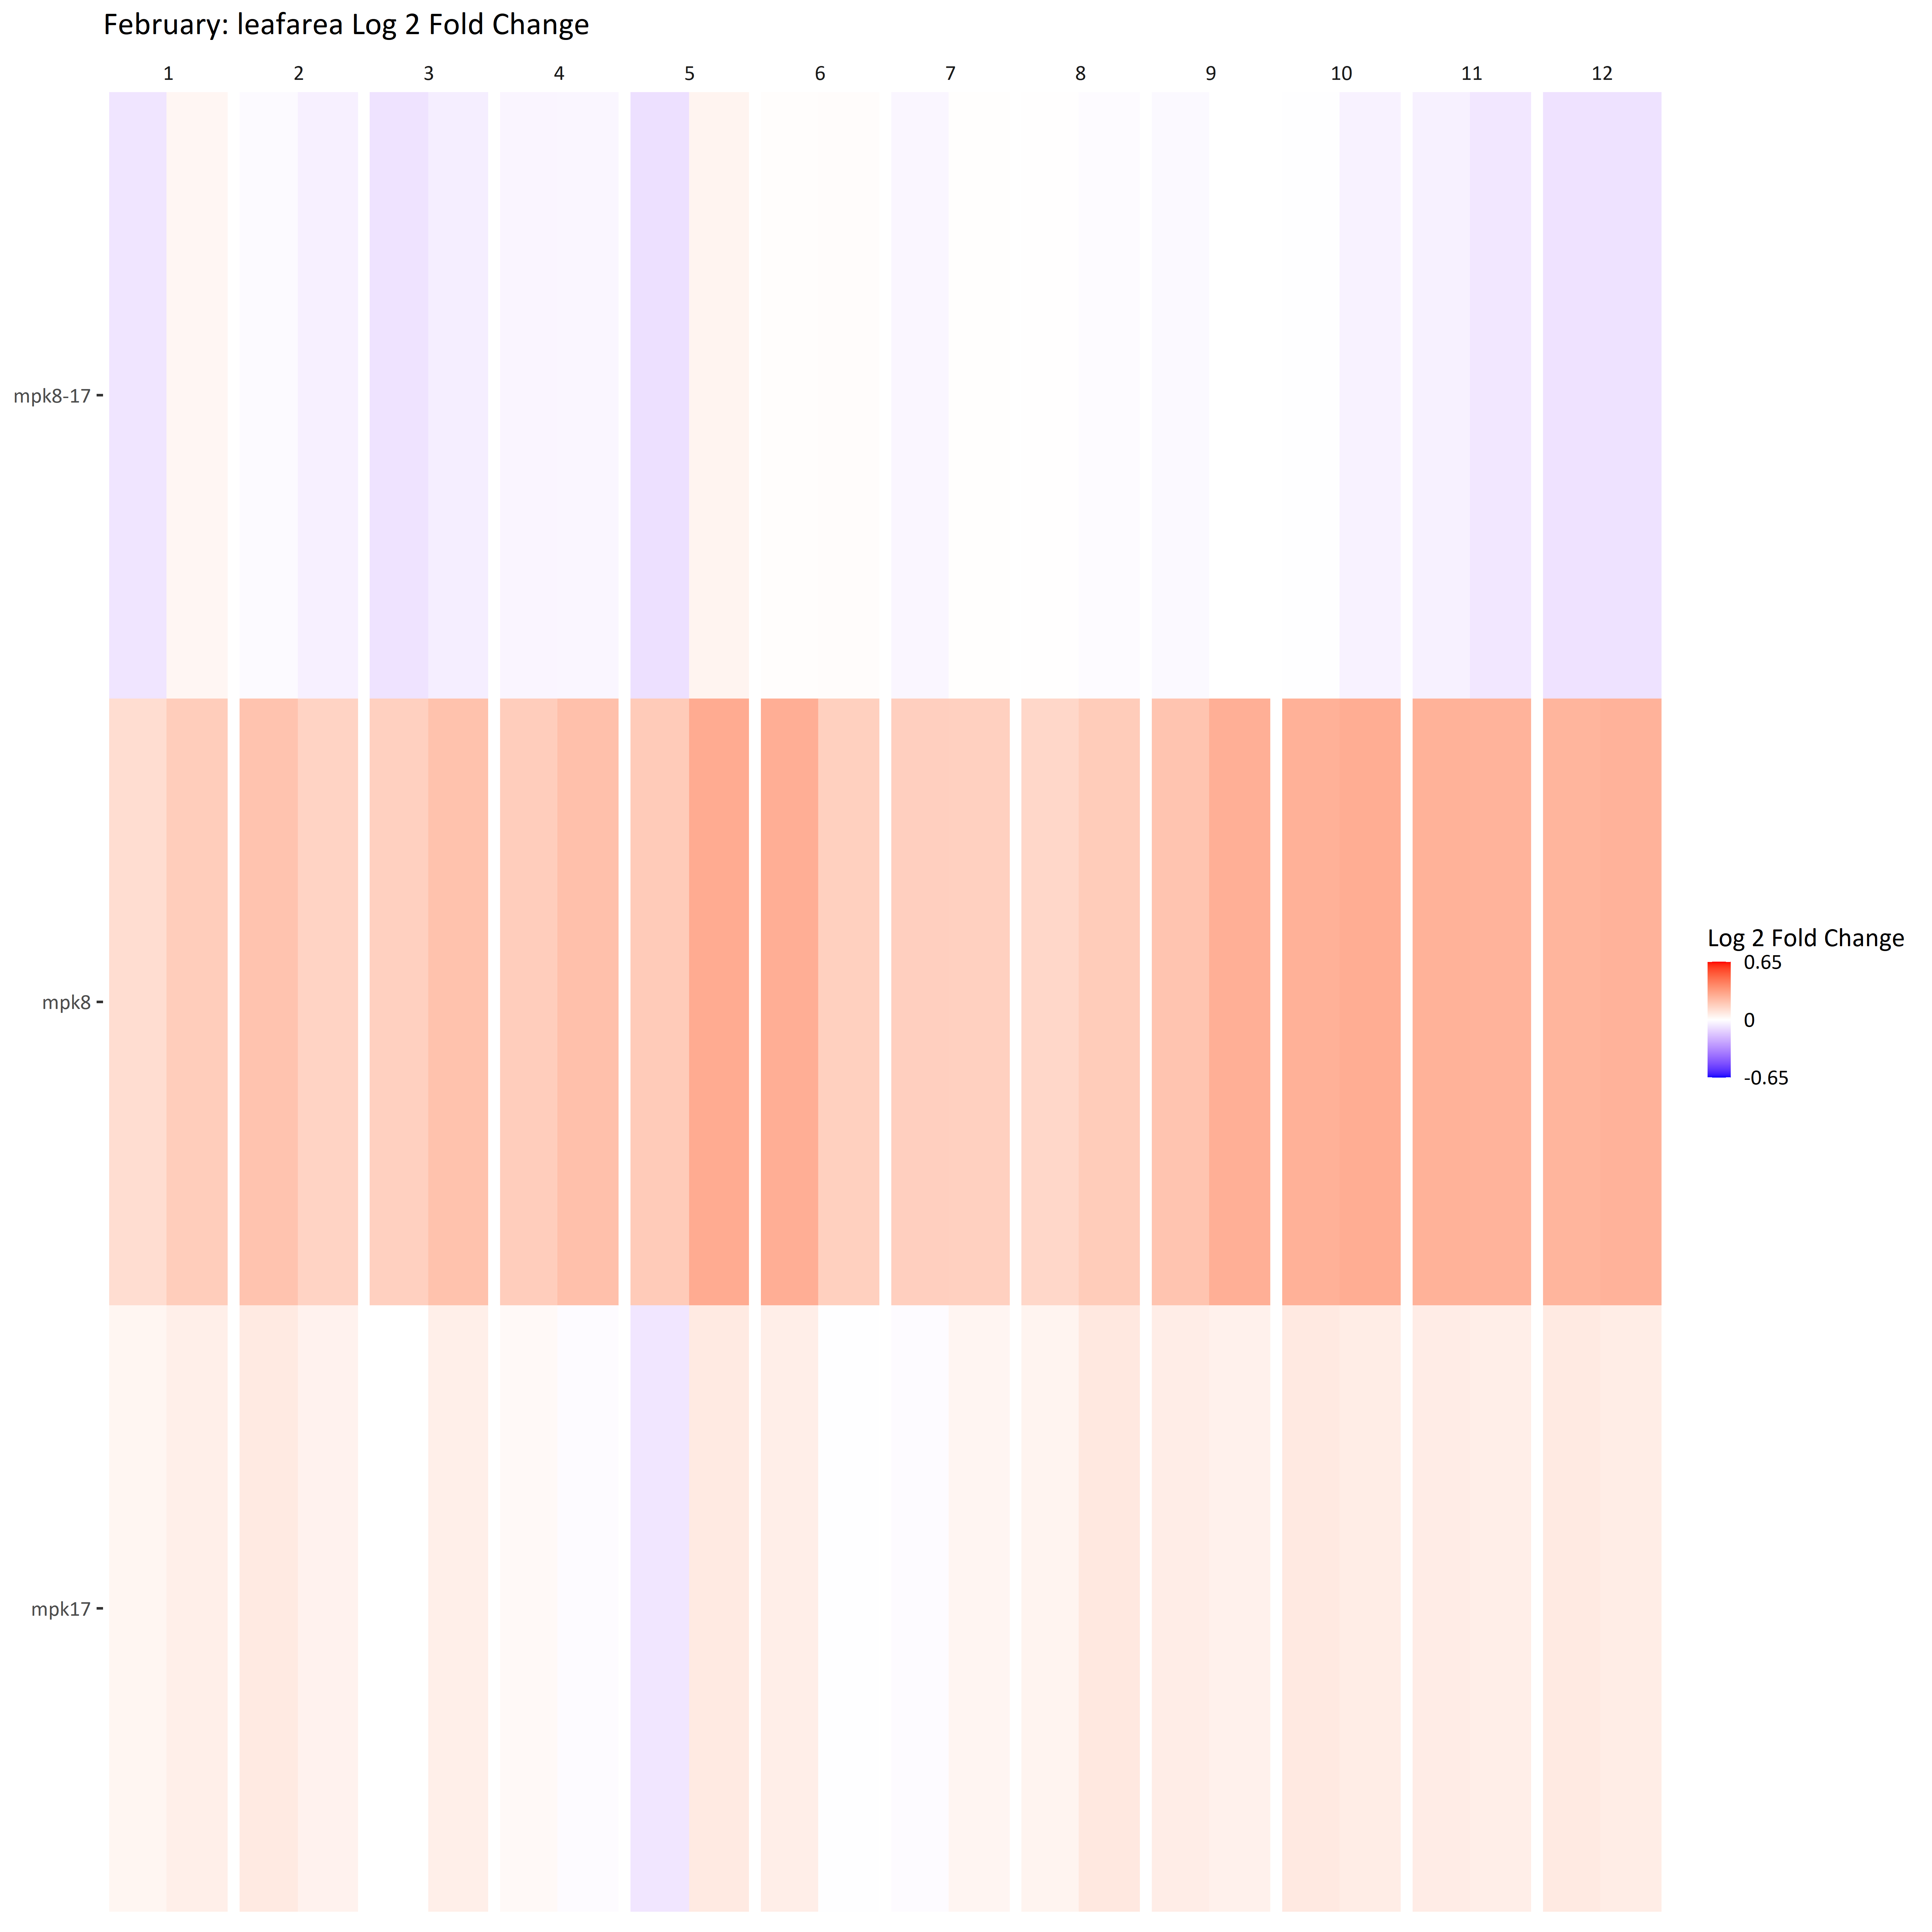 February: leafarea Log 2 Fold Change
1 2 3 4 5 6 7 8 9 10 11 12
mpk8-17
mpk8
mpk17
Log 2 Fold Change
0.65
0
-0.65